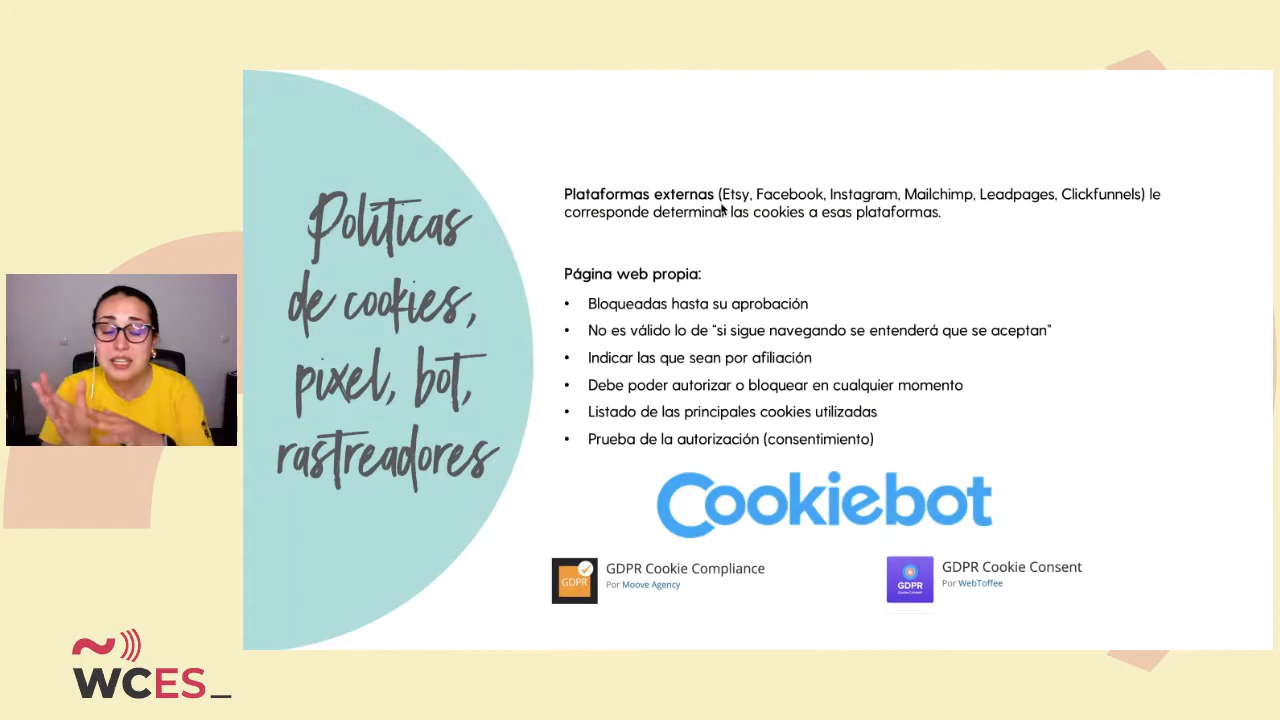 Políticas
de cookies,
pixel, bot,
rastreadores
Plataformas externas (Etsy, Facebook, Instagram, Mailchimp, Leadpages, Clickfunnels) le
corresponde determinar las cookies a esas plataformas.
Página web propia:
• Bloqueadas hasta su aprobación
• No es válido lo de “si sigue navegando se entenderá que se aceptan”
• Indicar las que sean por afiliación
• Debe poder autorizar o bloquear en cualquier momento
• Listado de las principales cookies utilizadas
• Prueba de la autorización (consentimiento)
Cookiebot
GDPR
GDPR Cookie Compliance
Por Moove Agency
GDPR
Cookie Consent
GDPR Cookie Consent
Por WebToffee
WCES_